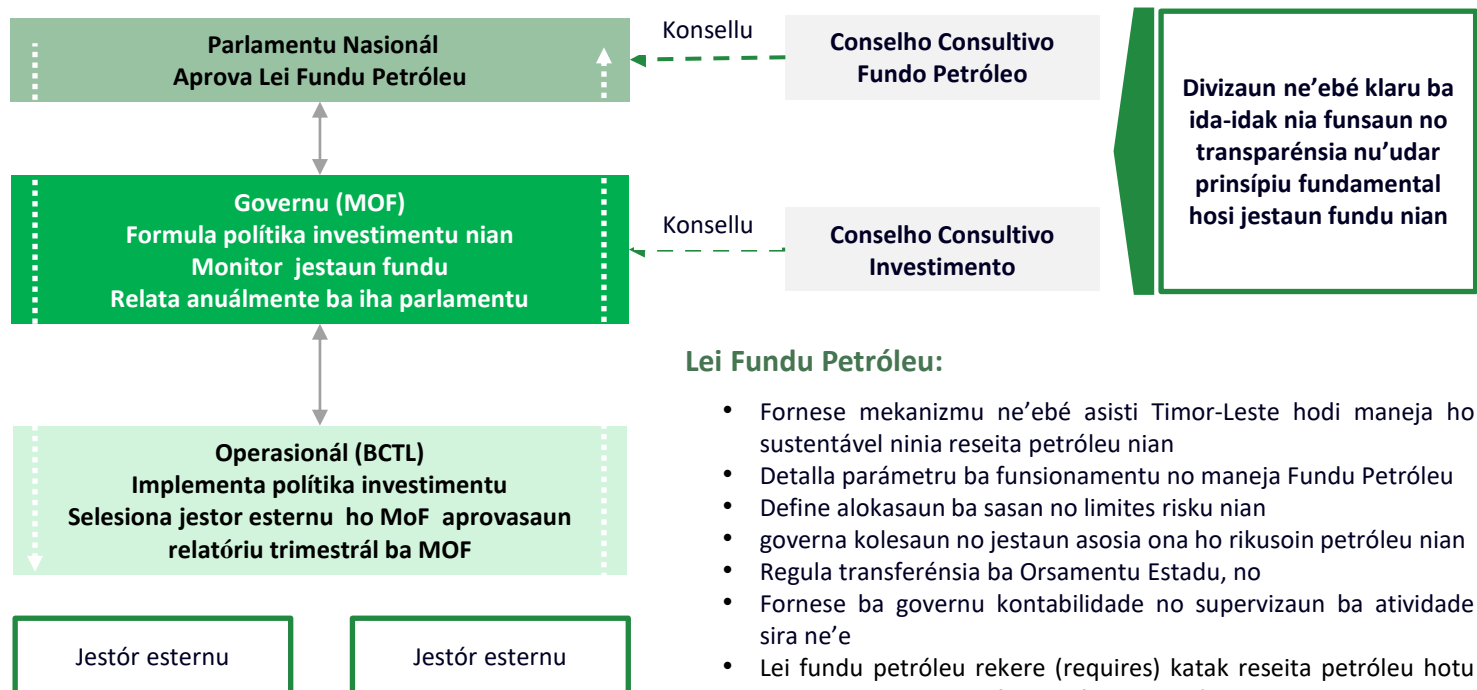 Parlamentu Nasionál
Aprova Lei Fundu Petróleu
Konsellu
Conselho Consultivo
Fundo Petróleo
Divizaun ne’ebé klaru ba
ida-idak nia funsaun no
transparénsia nu’udar
prinsípiu fundamental
hosi jestaun fundu nian
Governu (MOF)
Formula polítika investimentu nian
Monitor jestaun fundu
Relata anuálmente ba iha parlamentu
Konsellu
Conselho Consultivo
Investimento
Operasionál (BCTL)
Implementa polítika investimentu
Selesiona jestor esternu ho MoF aprovasaun
relatóriu trimestrál ba MOF
Jestór esternu
Jestór esternu
Lei Fundu Petróleu:
• Fornese mekanizmu ne’ebé asisti Timor-Leste hodi maneja ho
sustentável ninia reseita petróleu nian
• Detalla parámetru ba funsionamentu no maneja Fundu Petróleu
• Define alokasaun ba sasan no limites risku nian
• governa kolesaun no jestaun asosia ona ho rikusoin petróleu nian
• Regula transferénsia ba Orsamentu Estadu, no
• Fornese ba governu kontabilidade no supervizaun ba atividade
sira ne’e
• Lei fundu petróleu rekere (requires) katak reseita petróleu hotu